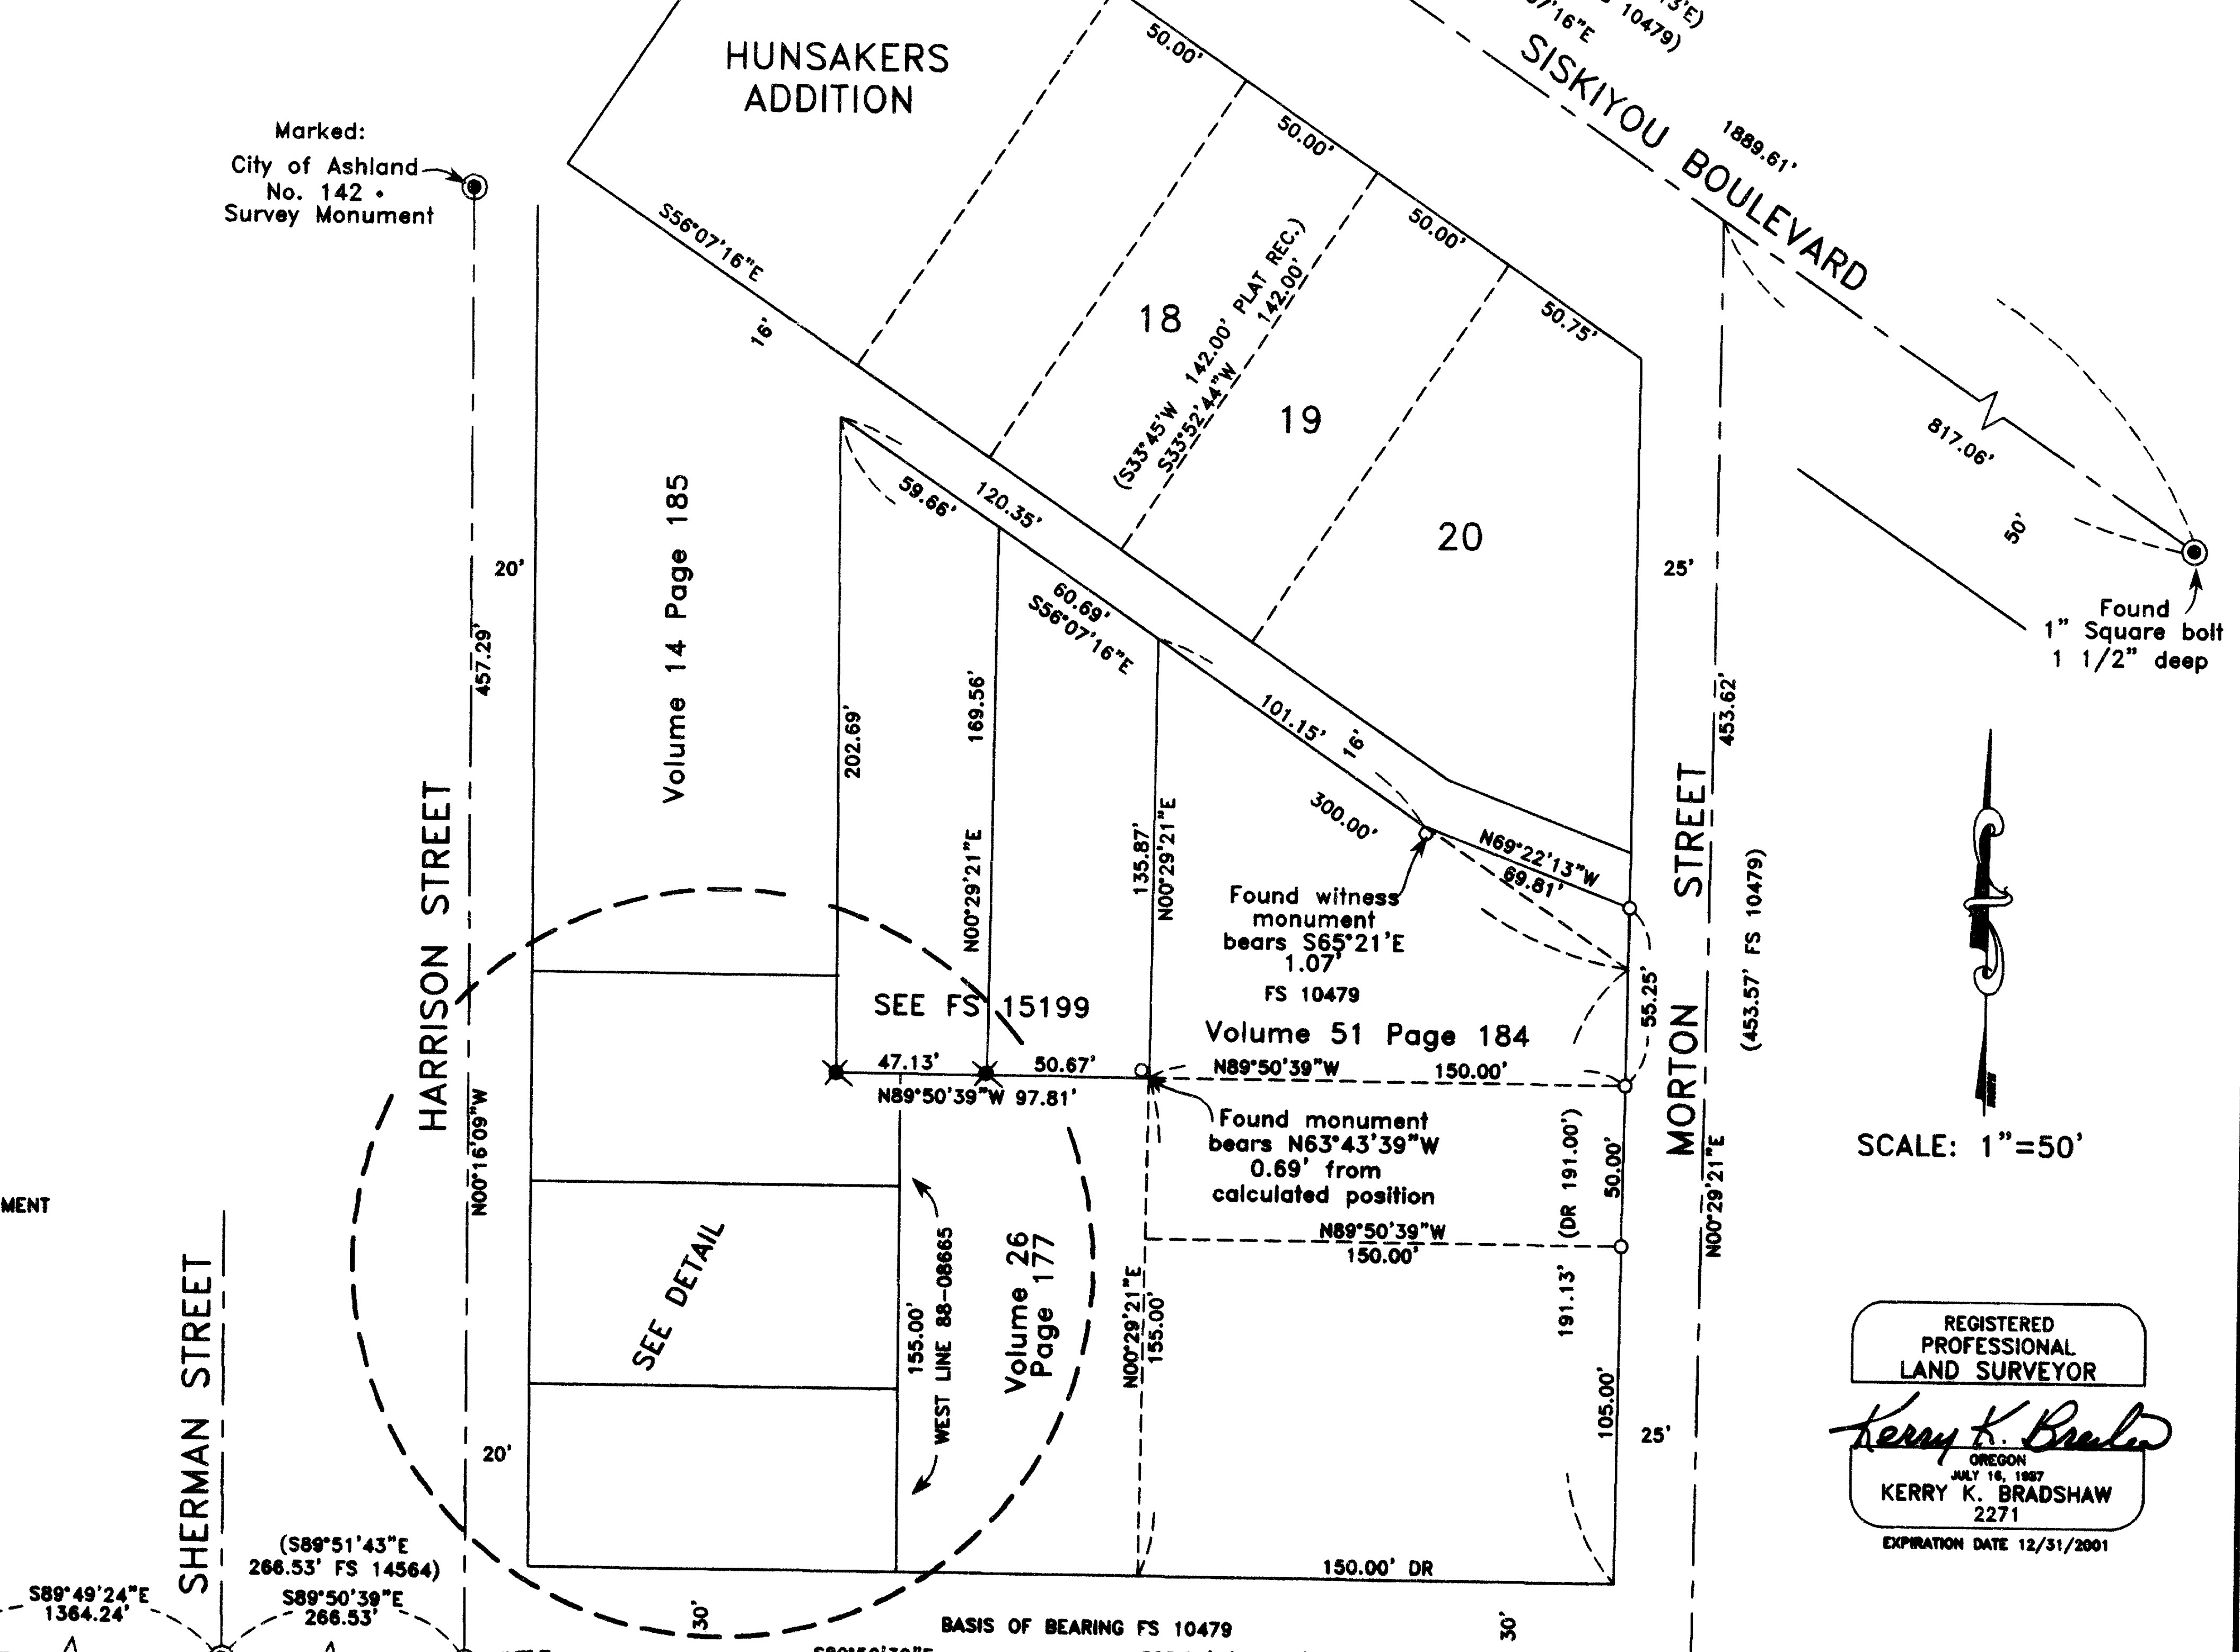 HUNSAKERS
ADDITION
10479)
SISKIYOU BOULEVARD
1889.61'
817.06'
50'
Found
1" Square bolt
1 1/2" deep
Marked:
City of Ashland
No. 142
Survey Monument
50.00'
50.00'
50.00'
50.75'
S56°07'16"E
16'
18
(S33°45'W 142.00' PLAT REC.)
S33°52'44"W 142.00'
19
20
59.66'
120.35'
60.69'
S56°07'16"E
101.15'
16'
300.00'
N69°22'13"W
69.81'
20'
457.29'
HARRISON STREET
N00°16'09"W
20'
Volume 14 Page 185
202.69'
169.56'
N00°29'21"E
135.87'
N00°29'21"E
Found witness
monument
bears S65°21'E
1.07'
FS 10479
SEE FS 15199
Volume 51 Page 184
47.13'
50.67'
N89°50'39"W 97.81'
N89°50'39"W 150.00'
Found monument
bears N63°43'39"W
0.69' from
calculated position
N89°50'39"W
150.00'
25'
453.62'
MORTON STREET
(453.57' FS 10479)
N00°29'21"E
55.25'
(DR 191.00')
50.00'
191.13'
105.00'
25'
SEE DETAIL
155.00'
WEST LINE 88-08665
Volume 26
Page 177
N00°29'21"E
155.00'
150.00' DR
30'
30'
BASIS OF BEARING FS 10479
MENT
SHERMAN STREET
(S89°51'43"E
266.53' FS 14564)
S89°49'24"E
1364.24'
S89°50'39"E
266.53'
SCALE: 1"=50'
REGISTERED
PROFESSIONAL
LAND SURVEYOR
Kerry K. Bradshaw
OREGON
JULY 16, 1987
KERRY K. BRADSHAW
2271
EXPIRATION DATE 12/31/2001